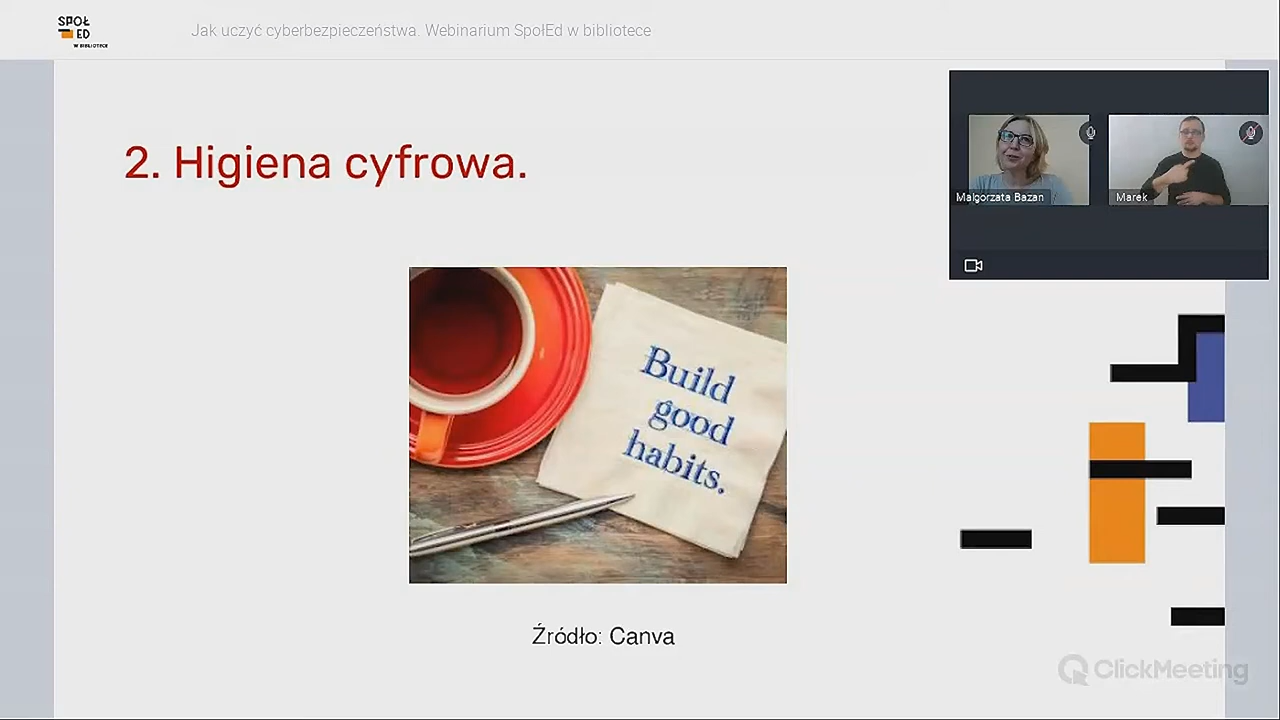 SPOŁ
ED
W BIBLIOTECE
Jak uczyć cyberbezpieczeństwa. Webinarium SpołEd w bibliotece
2. Higiena cyfrowa.
Malgorzata Bazan
Marek
Build
good
habits.
Źródło: Canva
ClickMeeting